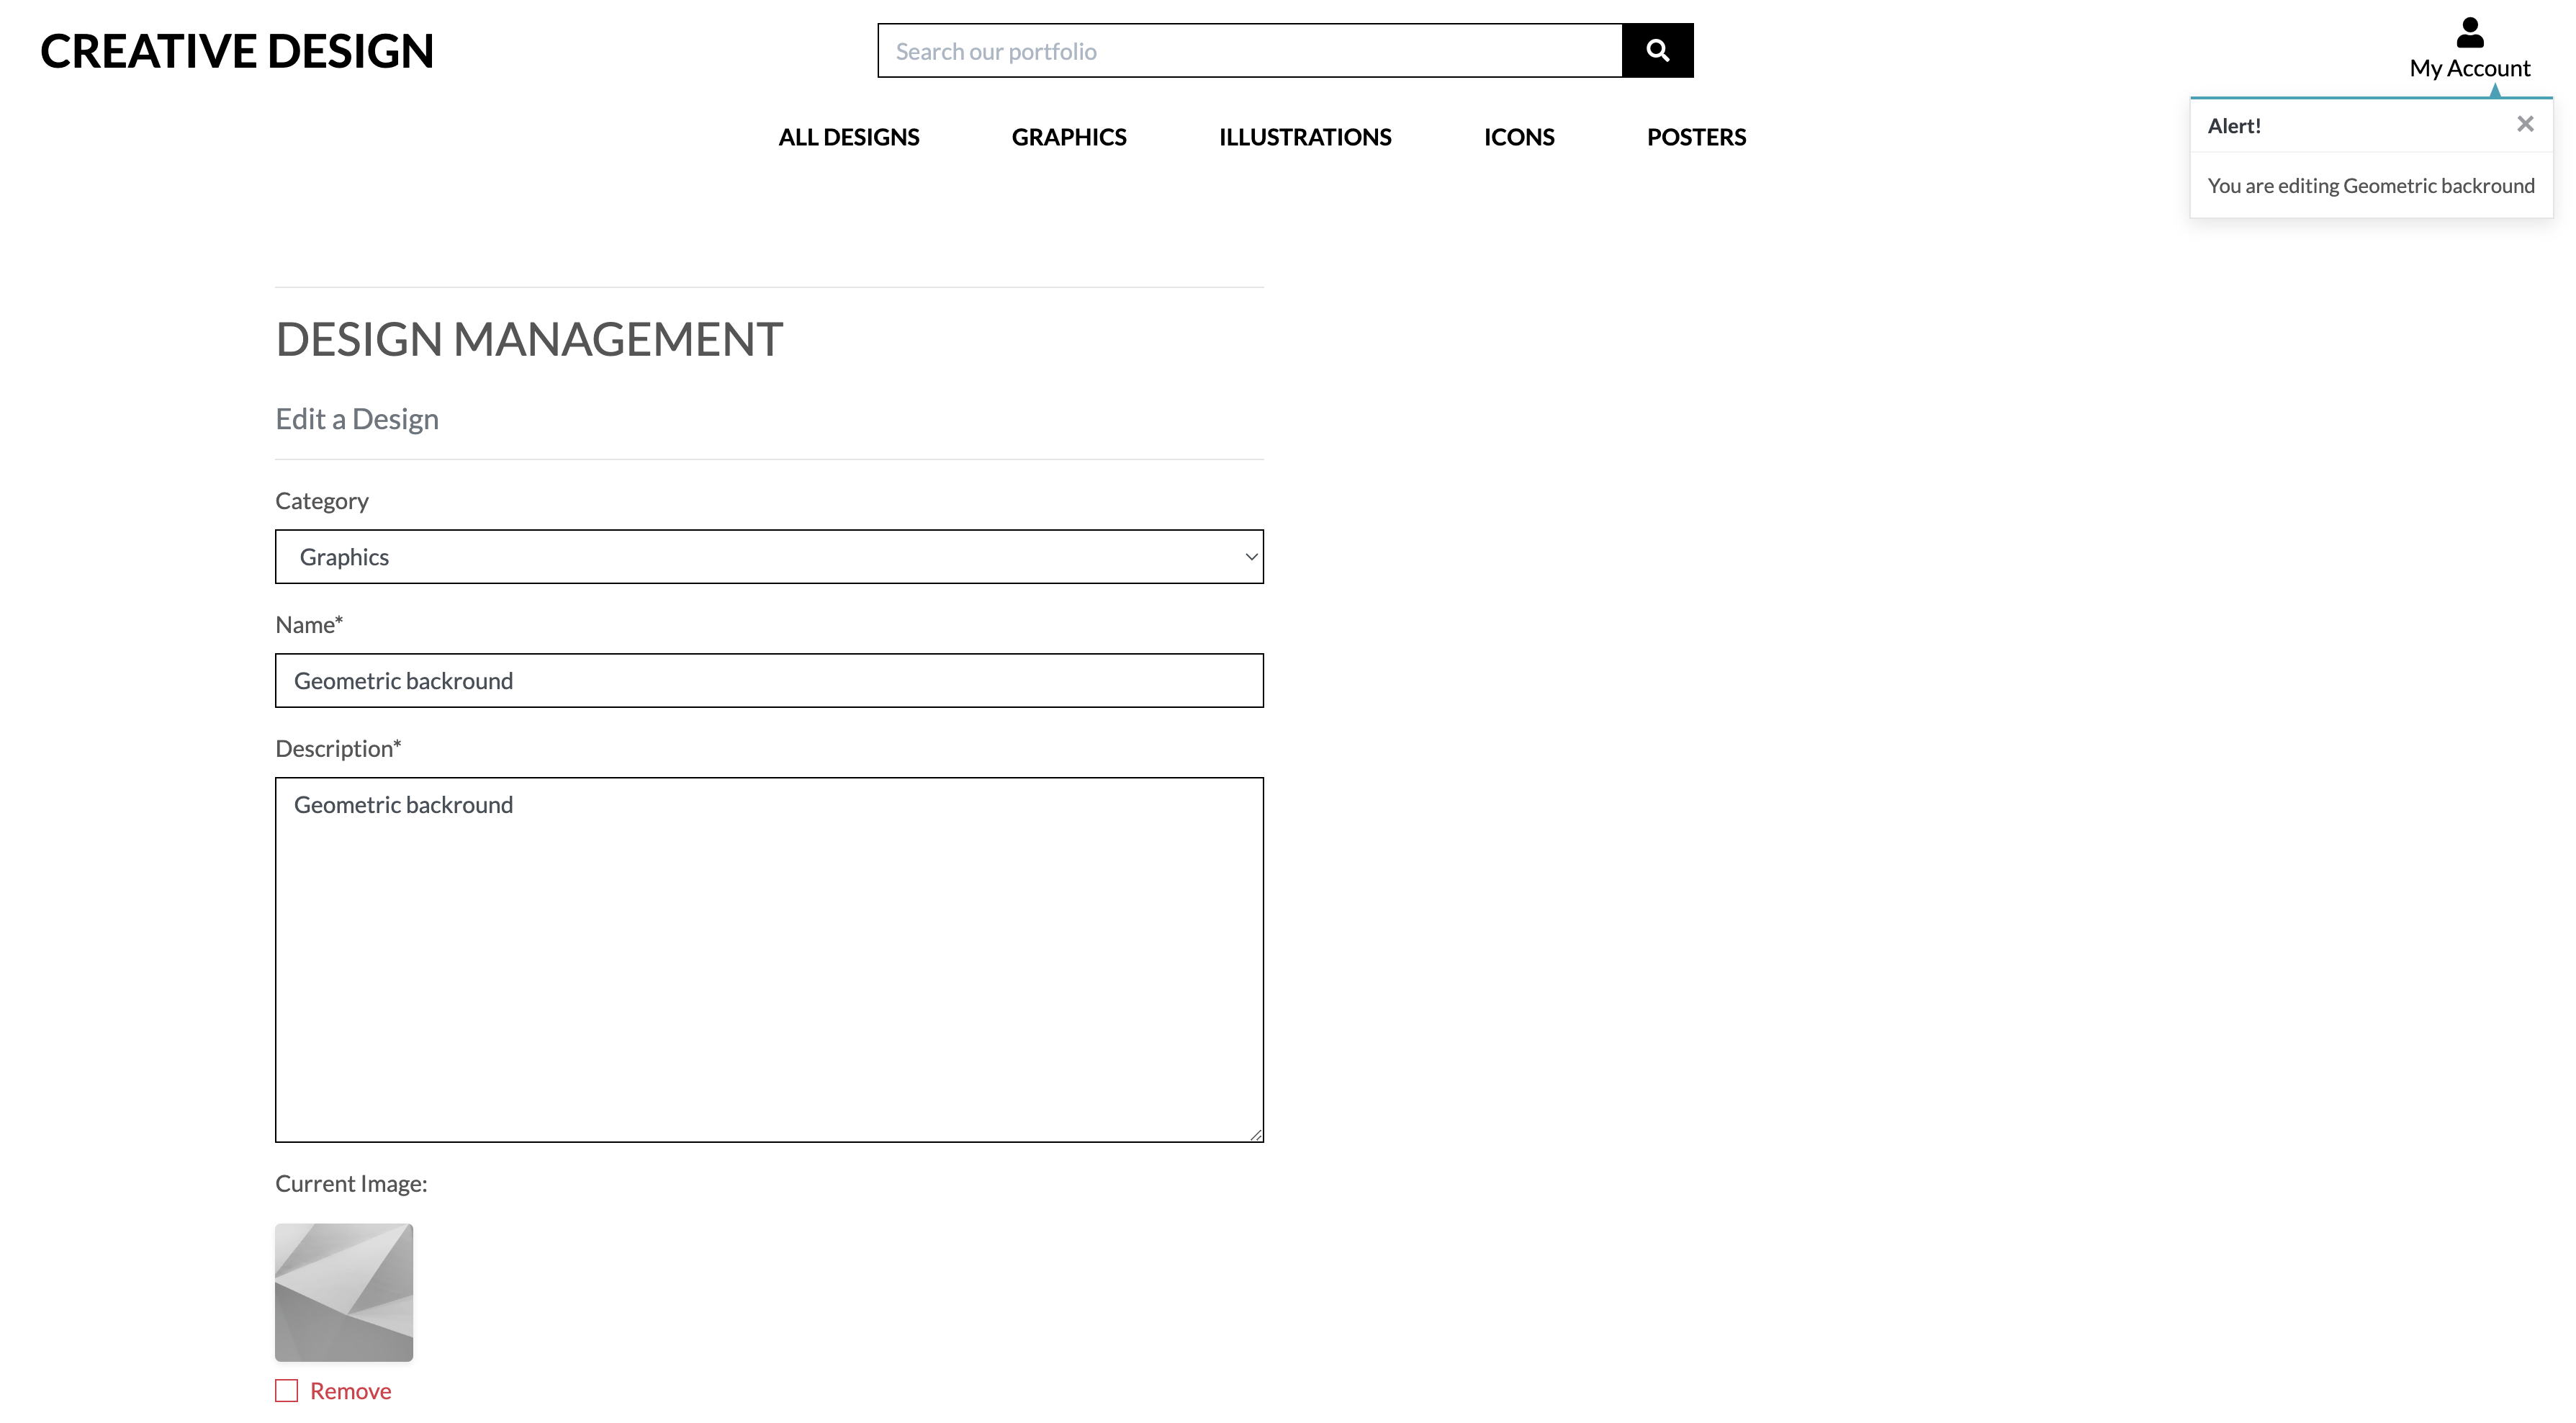 CREATIVE DESIGN
Search our portfolio
My Account
ALL DESIGNS GRAPHICS ILLUSTRATIONS ICONS POSTERS
Alert!
You are editing Geometric backround
DESIGN MANAGEMENT
Edit a Design
Category
Graphics
Name*
Geometric backround
Description*
Geometric backround
Current Image:
Remove